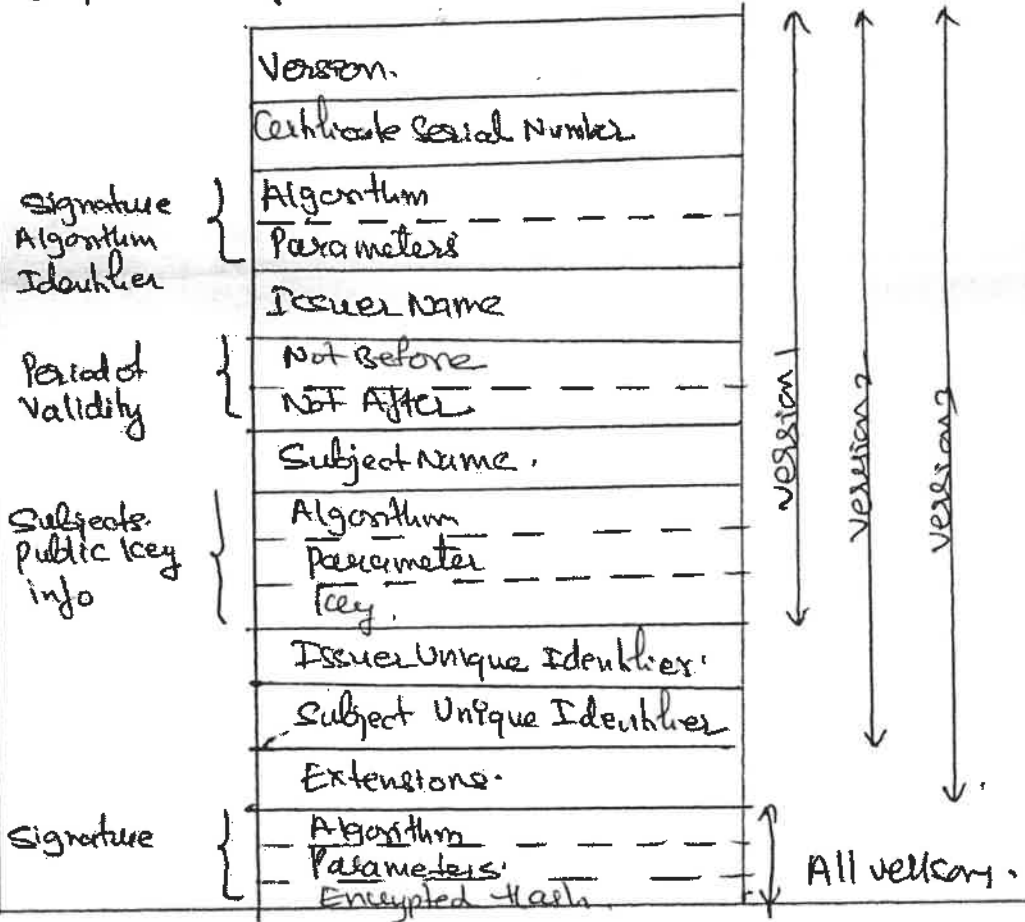 Version.
Certificate Serial Number
Signature
Algorithm
Identifier
Algorithm
Parameters
Issuer Name
Period of
Validity
Not Before
Not After
Subject Name.
Subjects.
Public Key
info
Algorithm
Parameter
Key.
Issuer Unique Identifier.
Subject Unique Identifier
Extensions.
Signature
Algorithm
Parameters.
Encrypted Hash
version 1
version 2
version
All versions.